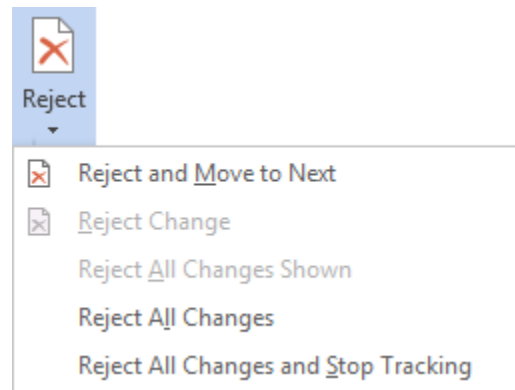 Reject
Reject and Move to Next
Reject Change
Reject All Changes Shown
Reject All Changes
Reject All Changes and Stop Tracking